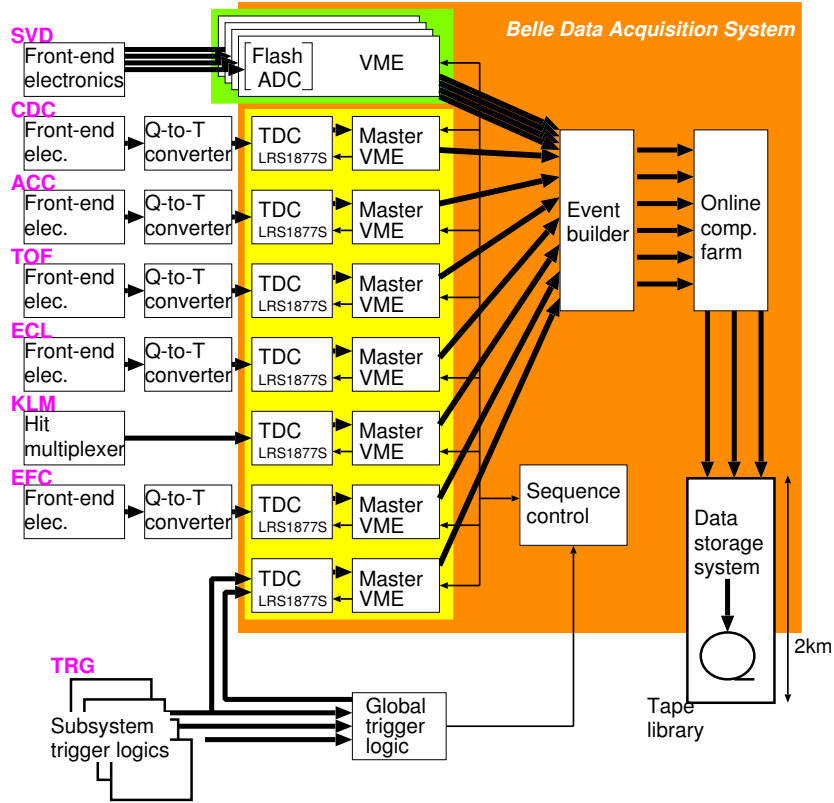 Belle Data Acquisition System
SVD
Front-end
electronics
Flash
ADC
VME
CDC
Front-end
elec.
Q-to-T
converter
TDC
LRS1877S
Master
VME
ACC
Front-end
elec.
Q-to-T
converter
TDC
LRS1877S
Master
VME
TOF
Front-end
elec.
Q-to-T
converter
TDC
LRS1877S
Master
VME
ECL
Front-end
elec.
Q-to-T
converter
TDC
LRS1877S
Master
VME
KLM
Hit
multiplexer
TDC
LRS1877S
Master
VME
EFC
Front-end
elec.
Q-to-T
converter
TDC
LRS1877S
Master
VME
TDC
LRS1877S
Master
VME
Event
builder
Online
comp.
farm
Sequence
control
Data
storage
system
2km
Tape
library
TRG
Subsystem
trigger logics
Global
trigger
logic